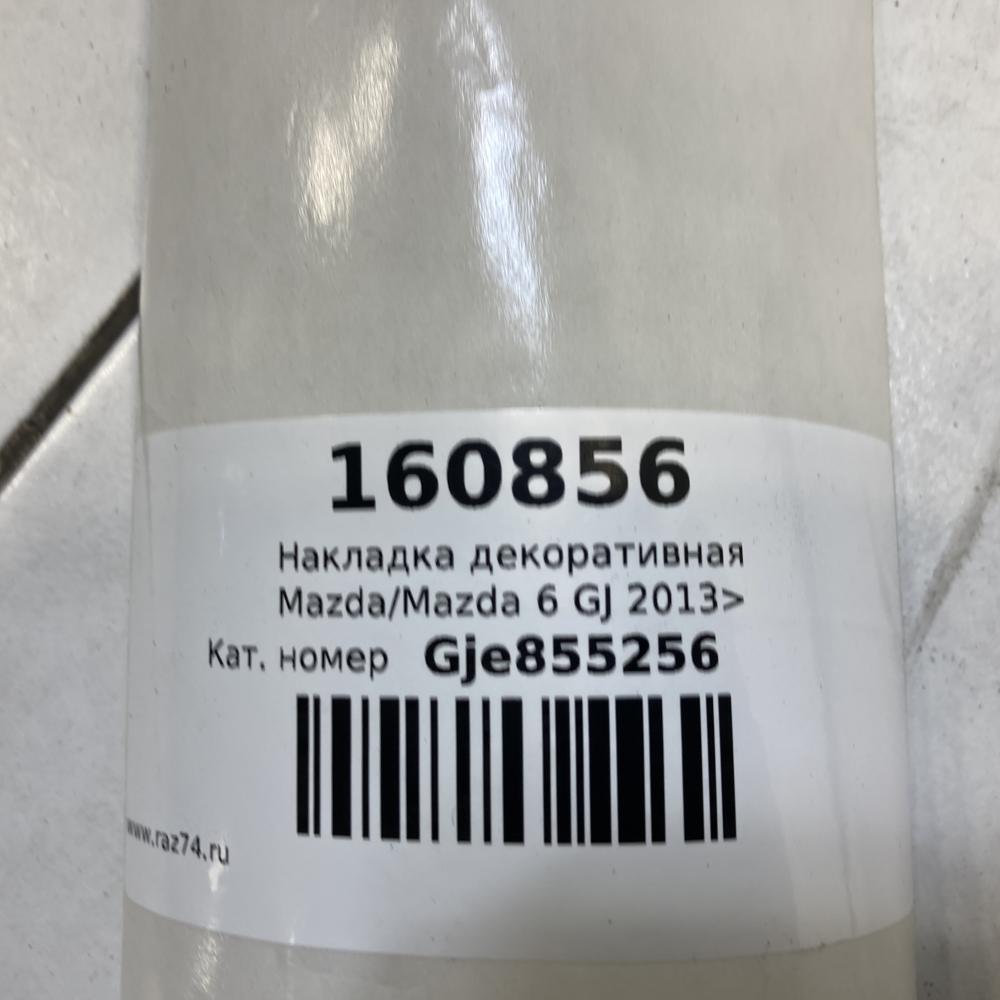 160856
Накладка декоративная
Mazda/Mazda 6 GJ 2013>
Кат. номер Gje855256
www.raz74.ru